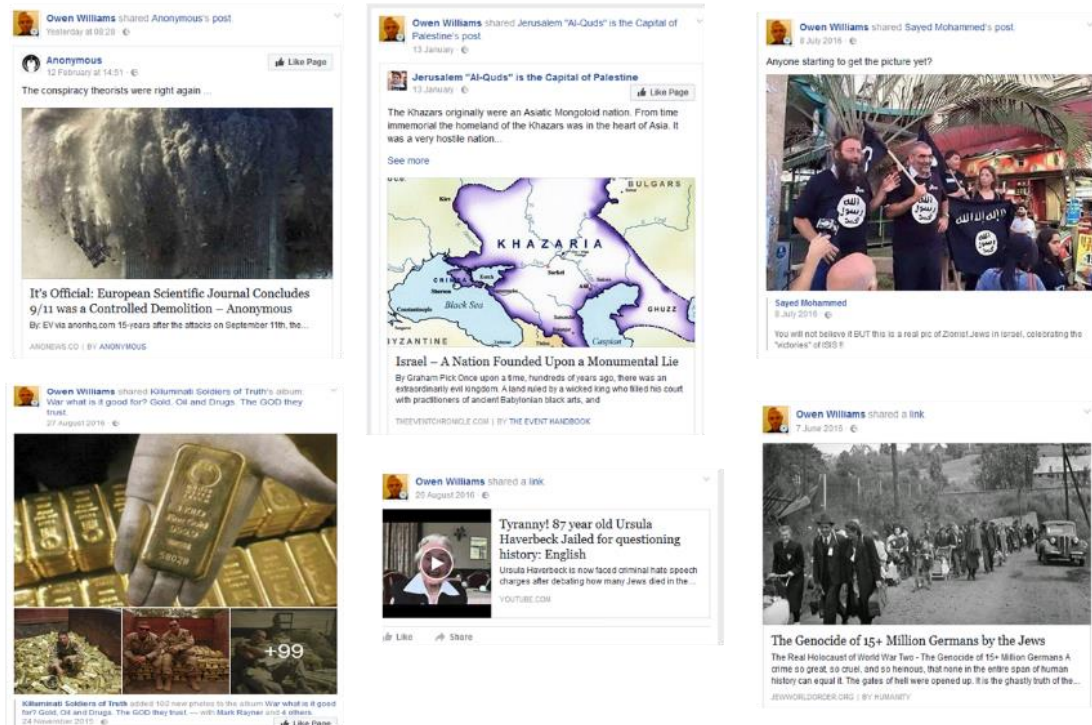 Owen Williams shared Anonymous's post.
Yesterday at 08:28
Anonymous
12 February at 14:51
Like Page
The conspiracy theorists were right again ...
It's Official: European Scientific Journal Concludes
9/11 was a Controlled Demolition – Anonymous
By: EV via anonhq.com 15-years after the attacks on September 11th, the...
ANONEWS.CO | BY ANONYMOUS
Owen Williams shared Killuminati Soldiers of Truth's album:
War what is it good for? Gold, Oil and Drugs. The GOD they
trust.
27 August 2016
1 KILO
58028
+99
Killuminati Soldiers of Truth added 102 new photos to the album War what is it good
for? Gold, Oil and Drugs. The GOD they trust. — with Mark Rayner and 4 others.
24 November 2015
Like Page
Owen Williams shared Jerusalem "Al-Quds" is the Capital of
Palestine's post.
13 January
Jerusalem "Al-Quds" is the Capital of Palestine
13 January
Like Page
The Khazars originally were an Asiatic Mongoloid nation. From time
immemorial the homeland of the Khazars was in the heart of Asia. It
was a very hostile nation...
See more
BULGARS
Kiev
KHAZARIA
Sarkel
CRIMEA
Kerch
Kherson
Black Sea
Constantinople
GHUZZ
BYZANTINE
Caspian
Israel – A Nation Founded Upon a Monumental Lie
By Graham Pick Once upon a time, hundreds of years ago, there was an
extraordinarily evil kingdom. A land ruled by a wicked king who filled his court
with practitioners of ancient Babylonian black arts, and
THEEVENTCHRONICLE.COM | BY THE EVENT HANDBOOK
Owen Williams shared a link.
25 August 2016
Tyranny! 87 year old Ursula
Haverbeck Jailed for questioning
history: English
Ursula Haverbeck is now faced criminal hate speech
charges after debating how many Jews died in the...
YOUTUBE.COM
Like Share
Owen Williams shared Sayed Mohammed's post.
8 July 2016
Anyone starting to get the picture yet?
الله
رسول
محمد
الله
رسول
محمد
Sayed Mohammed
8 July 2016
You will not believe it BUT this is a real pic of Zionist Jews in Israel, celebrating the
"victories" of ISIS !!
Owen Williams shared a link.
7 June 2016
The Genocide of 15+ Million Germans by the Jews
The Real Holocaust of World War Two - The Genocide of 15+ Million Germans A
crime so great, so cruel, and so heinous, that none in the entire span of human
history can equal it. The gates of hell were opened up. It is the ghastly truth of the...
JEWWORLDORDER.ORG | BY HUMANITY